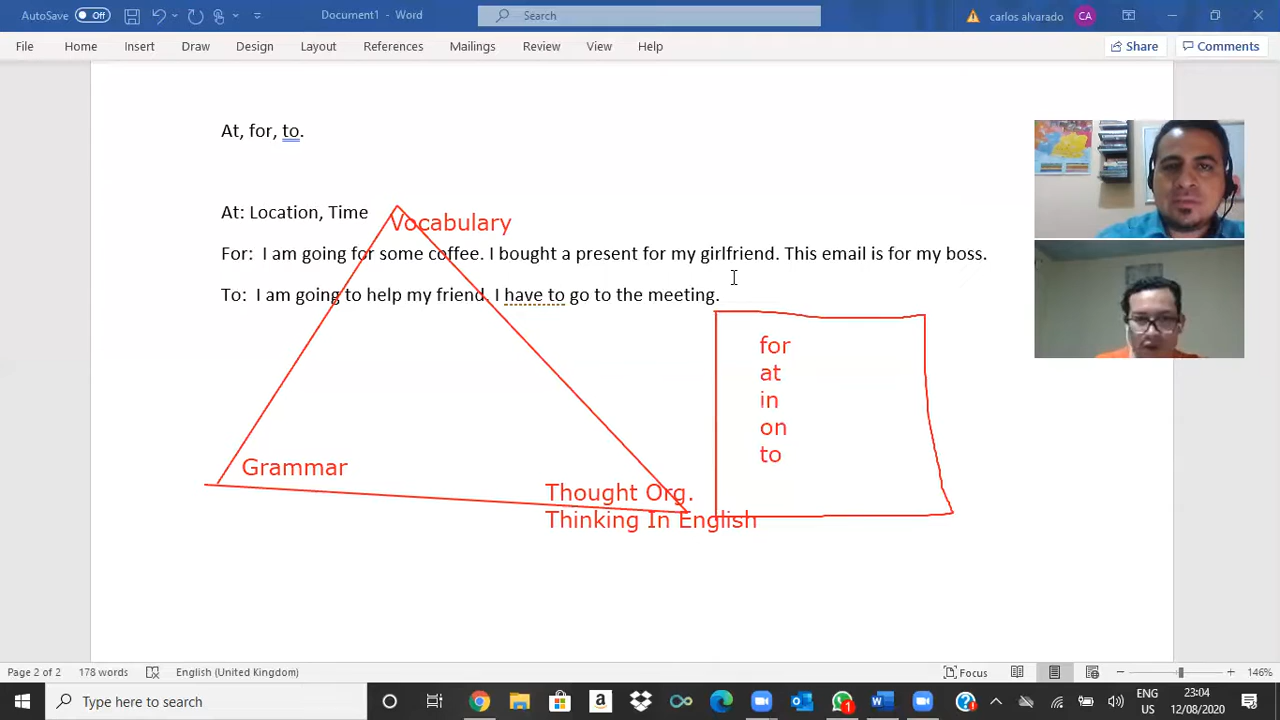 AutoSave Off Document1 - Word Search carlos alvarado CA
File Home Insert Draw Design Layout References Mailings Review View Help Share Comments
At, for, to.
At: Location, Time
Vocabulary
For:  I am going for some coffee. I bought a present for my girlfriend. This email is for my boss.
To:  I am going to help my friend. I have to go to the meeting.
for
at
in
on
to
Grammar
Thought Org.
Thinking In English
Page 2 of 2 178 words English (United Kingdom) Focus 146%
Type here to search a 1 ? ENG 23:04
US 12/08/2020